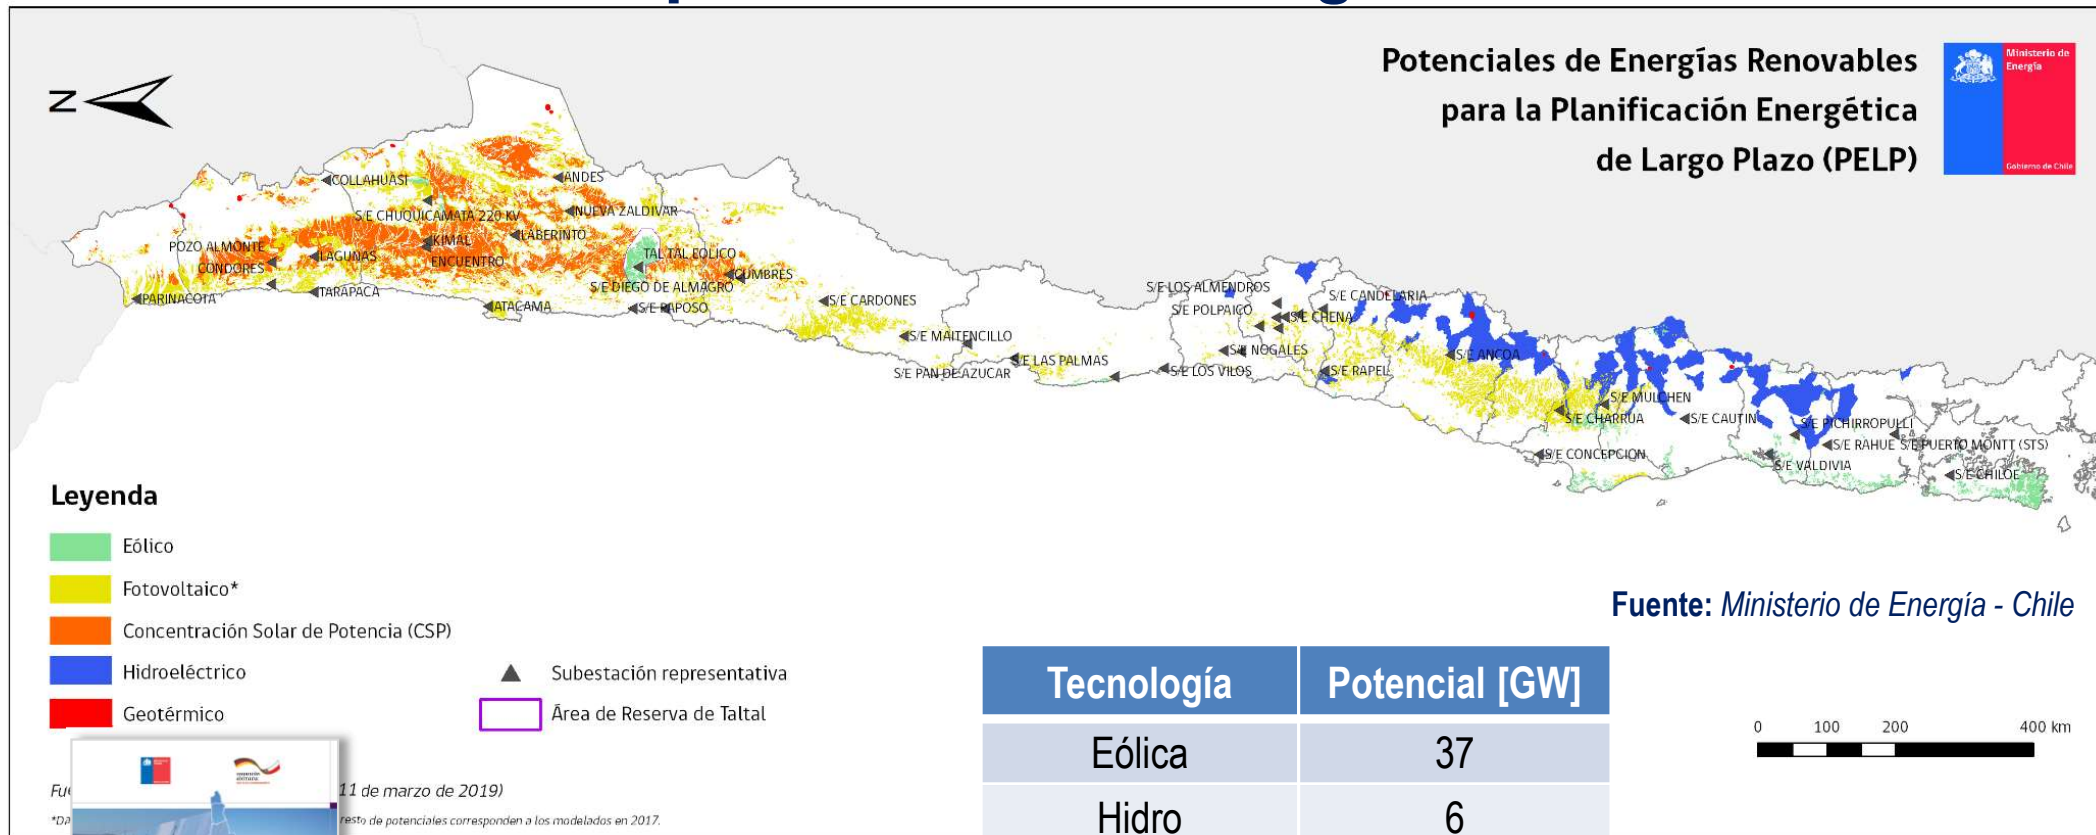 Potenciales de Energías Renovables
para la Planificación Energética
de Largo Plazo (PELP)
Ministerio de
Energía
Gobierno de Chile
N
COLLAHUASI
ANDES
S/E CHUQUICAMATA 220 KV
NUEVA ZALDIVAR
KIMAL
LABERINTO
POZO ALMONTE
LAGUNAS
ENCUENTRO
TAL TAL EOLICO
CONDORES
CUMBRES
S/E DIEGO DE ALMAGRO
PARINACOTA
TARAPACA
ATACAMA
S/E PAPOSO
S/E CARDONES
S/E MAITENCILLO
S/E PAN DE AZUCAR
S/E LAS PALMAS
S/E LOS VILOS
S/E LOS ALMENDROS
S/E POLPAICO
S/E CANDELARIA
S/E CHENA
S/E NOGALES
S/E RAPEL
S/E ANCOA
S/E MULCHEN
S/E CHARRUA
S/E CAUTIN
S/E CONCEPCION
S/E PICHIRROPULLI
S/E RAHUE
S/E PUERTO MONTT (STS)
S/E VALDIVIA
S/E CHILOE
Leyenda
Eólico
Fotovoltaico*
Concentración Solar de Potencia (CSP)
Hidroeléctrico
Geotérmico
Subestación representativa
Área de Reserva de Taltal
Fuente: Ministerio de Energía - Chile
Tecnología Potencial [GW]
Eólica 37
Hidro 6
0 100 200 400 km
11 de marzo de 2019)
resto de potenciales corresponden a los modelados en 2017.